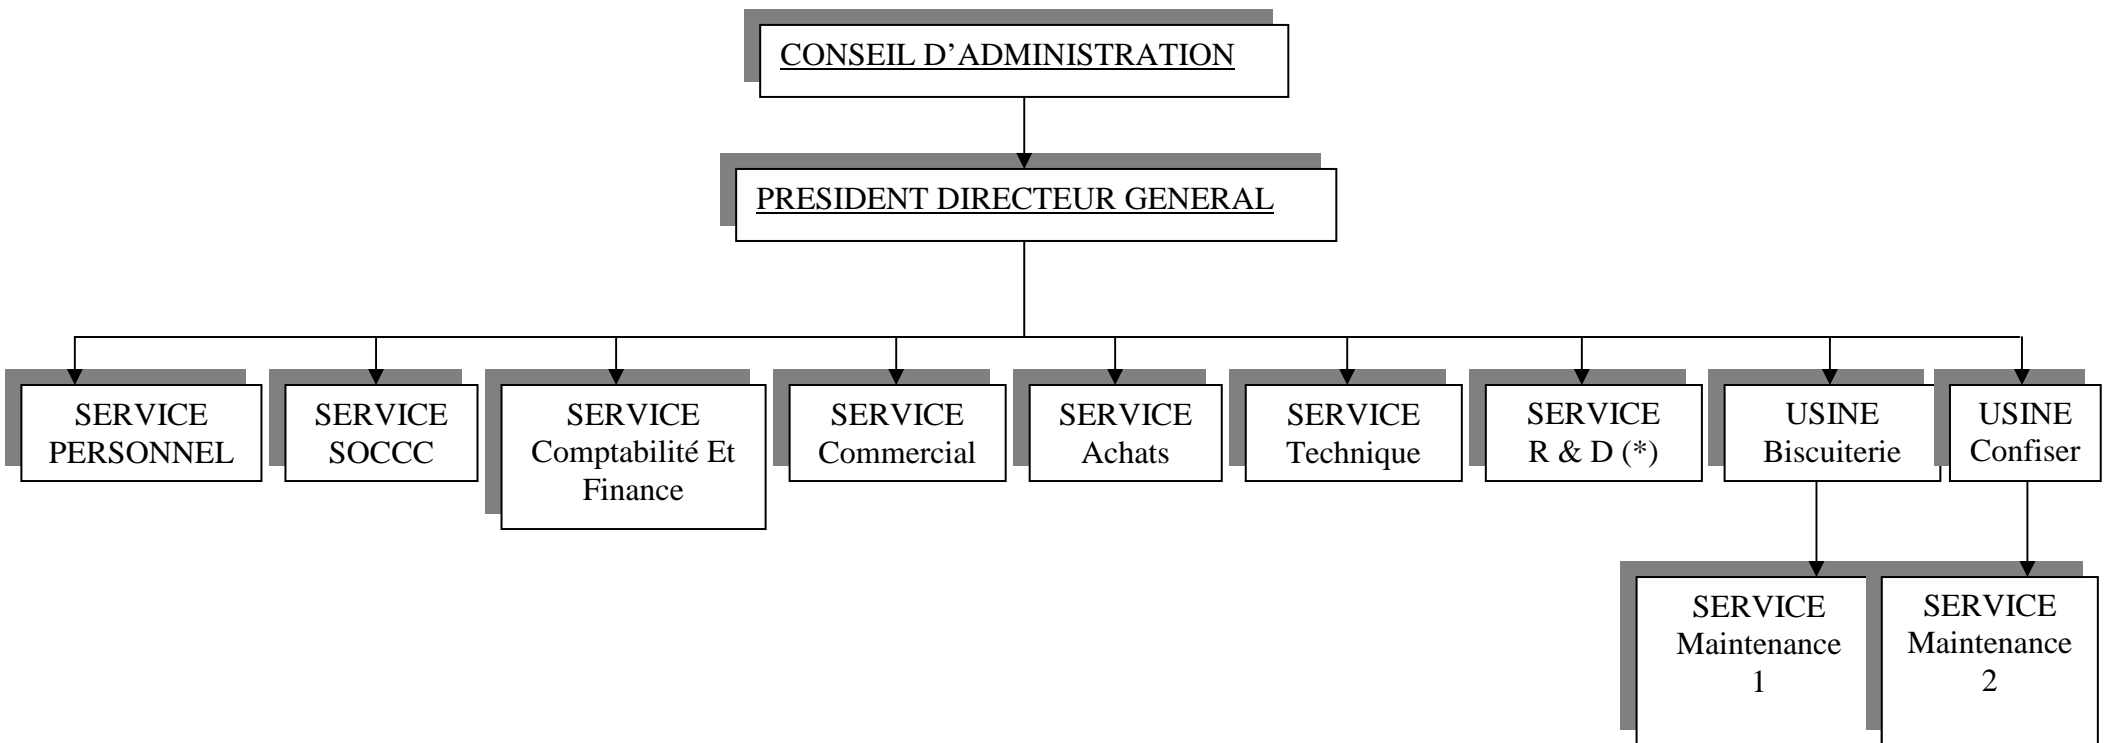 CONSEIL D’ADMINISTRATION
PRESIDENT DIRECTEUR GENERAL
SERVICE
PERSONNEL
SERVICE
SOCCC
SERVICE
Comptabilité Et
Finance
SERVICE
Commercial
SERVICE
Achats
SERVICE
Technique
SERVICE
R & D (*)
USINE
Biscuiterie
USINE
Confiser
SERVICE
Maintenance
1
SERVICE
Maintenance
2